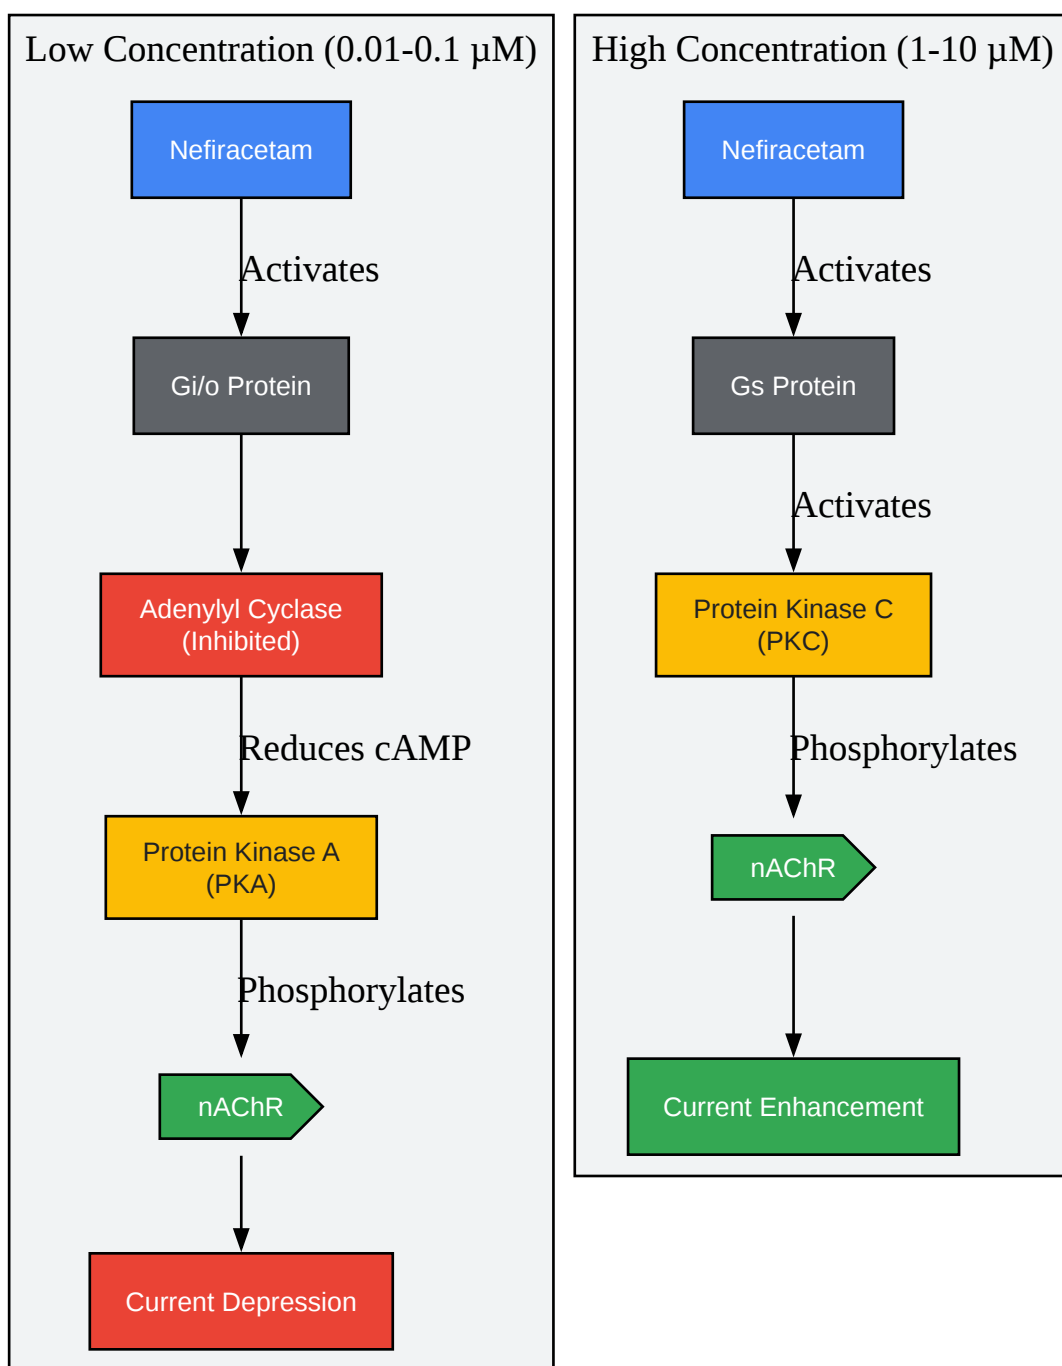 Low Concentration (0.01-0.1 µM)
Nefiracetam
Activates
Gi/o Protein
Adenylyl Cyclase
(Inhibited)
Reduces cAMP
Protein Kinase A
(PKA)
Phosphorylates
nAChR
Current Depression
High Concentration (1-10 µM)
Nefiracetam
Activates
Gs Protein
Activates
Protein Kinase C
(PKC)
Phosphorylates
nAChR
Current Enhancement